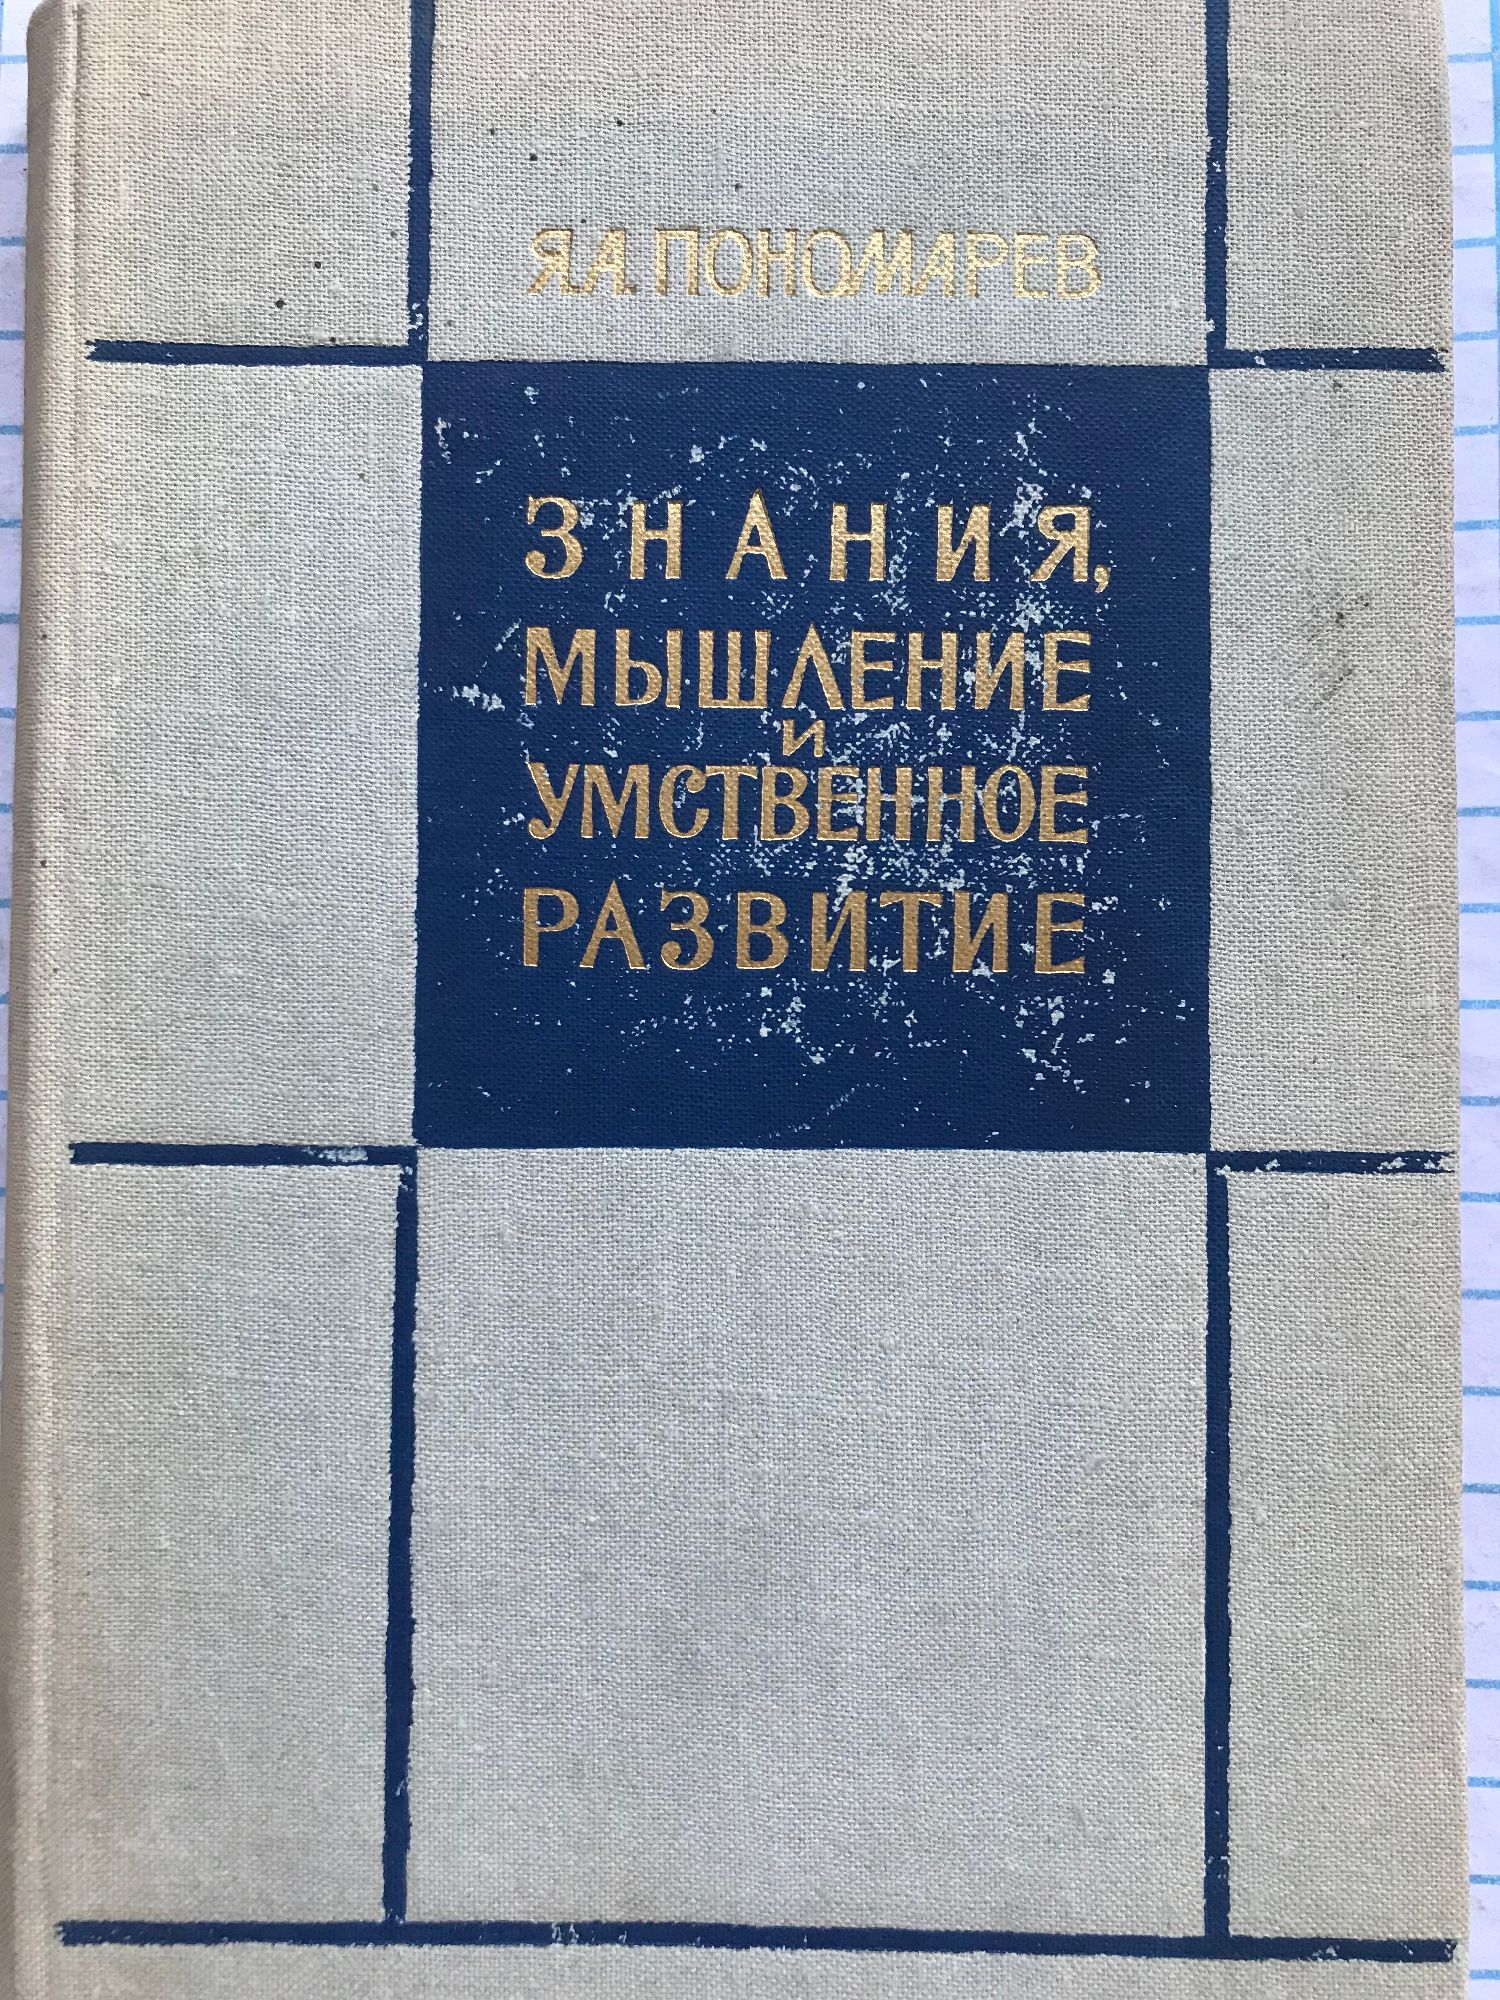 Я.А. ПОНОМАРЕВ
ЗНАНИЯ,
МЫШЛЕНИЕ
И
УМСТВЕННОЕ
РАЗВИТИЕ